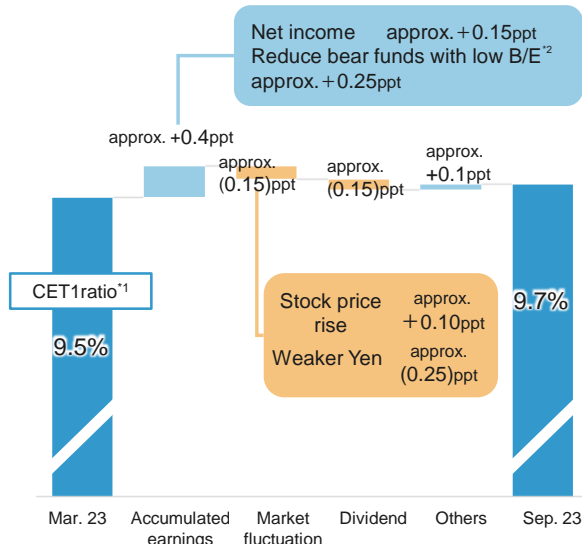 Net income approx.+0.15ppt
Reduce bear funds with low B/E*2
approx.+0.25ppt
approx. +0.4ppt
approx.
(0.15)ppt
approx.
(0.15)ppt
approx.
+0.1ppt
CET1ratio*1
9.5%
9.7%
Stock price
rise
approx.
+0.10ppt
Weaker Yen
approx.
(0.25)ppt
Mar. 23
Accumulated
earnings
Market
fluctuation
Dividend
Others
Sep. 23